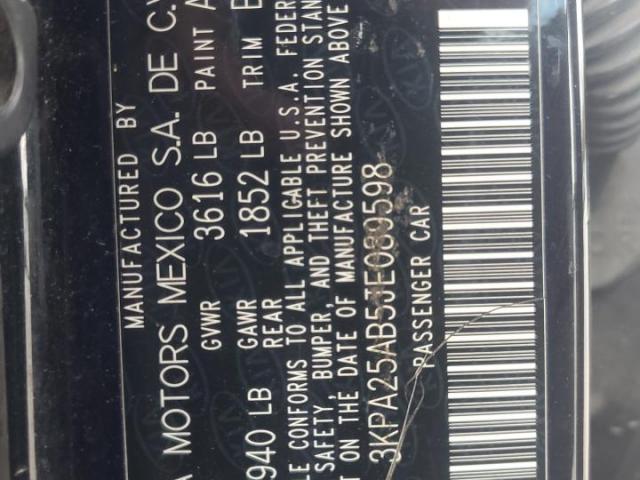 MANUFACTURED BY
A MOTORS MEXICO S.A. DE C.V
GVWR 3616 LB PAINT A
GAWR
REAR
940 LB 1852 LB TRIM B
LE CONFORMS TO ALL APPLICABLE U.S.A. FEDER
SAFETY, BUMPER, AND THEFT PREVENTION STAN
T ON THE DATE OF MANUFACTURE SHOWN ABOVE
3KPA25AB5JE089598
PASSENGER CAR